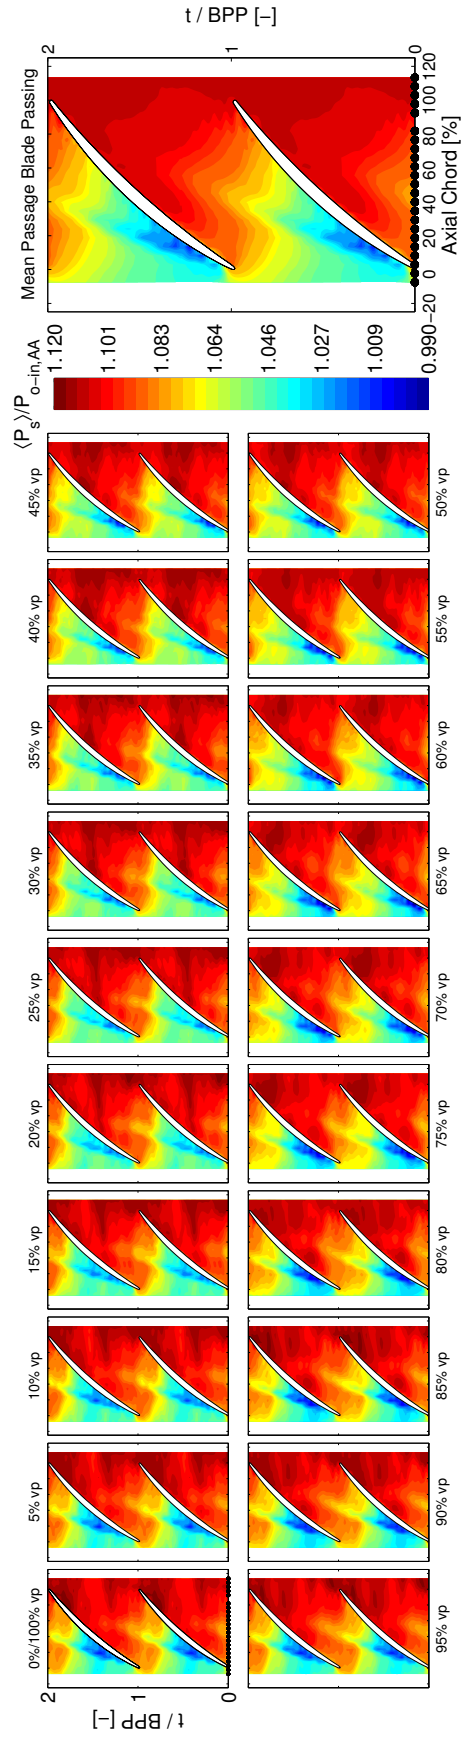 0%/100% vp
5% vp
10% vp
15% vp
20% vp
25% vp
30% vp
35% vp
40% vp
45% vp
95% vp
90% vp
85% vp
80% vp
75% vp
70% vp
65% vp
60% vp
55% vp
50% vp
t / BPP [–]
2
1
0
⟨P_s⟩/P_o–in,AA
1.120
1.101
1.083
1.064
1.046
1.027
1.009
0.990
Mean Passage Blade Passing
2
1
0
t / BPP [–]
−20 0 20 40 60 80 100 120
Axial Chord [%]